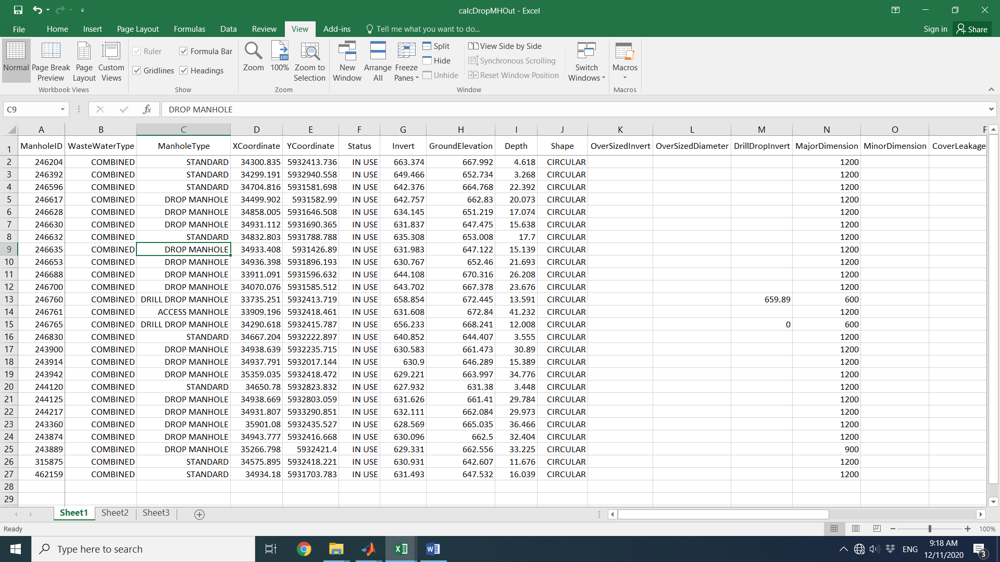 calcDropMHOut - Excel
File Home Insert Page Layout Formulas Data Review View Add-ins Tell me what you want to do... Sign in Share
Normal Page Break Preview Page Layout Custom Views
Workbook Views
Ruler Formula Bar
Gridlines Headings
Show
Zoom 100% Zoom to Selection
Zoom
New Window Arrange All Freeze Panes
Split
Hide
Unhide
View Side by Side
Synchronous Scrolling
Reset Window Position
Switch Windows
Window
Macros
Macros
C9 fx DROP MANHOLE
A B C D E F G H I J K L M N O
1 ManholeID WasteWaterType ManholeType XCoordinate YCoordinate Status Invert GroundElevation Depth Shape OverSizedInvert OverSizedDiameter DrillDropInvert MajorDimension MinorDimension CoverLeakage
2 246204 COMBINED STANDARD 34300.835 5932413.736 IN USE 663.374 667.992 4.618 CIRCULAR 1200
3 246392 COMBINED STANDARD 34299.191 5932940.558 IN USE 649.466 652.734 3.268 CIRCULAR 1200
4 246596 COMBINED STANDARD 34704.816 5931581.698 IN USE 642.376 664.768 22.392 CIRCULAR 1200
5 246617 COMBINED DROP MANHOLE 34499.902 5931582.99 IN USE 642.757 662.83 20.073 CIRCULAR 1200
6 246628 COMBINED DROP MANHOLE 34858.005 5931646.508 IN USE 634.145 651.219 17.074 CIRCULAR 1200
7 246630 COMBINED DROP MANHOLE 34931.112 5931690.365 IN USE 631.837 647.475 15.638 CIRCULAR 1200
8 246632 COMBINED STANDARD 34832.803 5931788.788 IN USE 635.308 653.008 17.7 CIRCULAR 1200
9 246635 COMBINED DROP MANHOLE 34933.408 5931426.89 IN USE 631.983 647.122 15.139 CIRCULAR 1200
10 246653 COMBINED DROP MANHOLE 34936.398 5931896.193 IN USE 630.767 652.46 21.693 CIRCULAR 1200
11 246688 COMBINED DROP MANHOLE 33911.091 5931596.632 IN USE 644.108 670.316 26.208 CIRCULAR 1200
12 246700 COMBINED DROP MANHOLE 34070.076 5931585.512 IN USE 643.702 667.378 23.676 CIRCULAR 1200
13 246760 COMBINED DRILL DROP MANHOLE 33735.251 5932413.719 IN USE 658.854 672.445 13.591 CIRCULAR 659.89 600
14 246761 COMBINED ACCESS MANHOLE 33909.196 5932418.461 IN USE 631.608 672.84 41.232 CIRCULAR 1200
15 246765 COMBINED DRILL DROP MANHOLE 34290.618 5932415.787 IN USE 656.233 668.241 12.008 CIRCULAR 0 600
16 246830 COMBINED STANDARD 34667.204 5932222.897 IN USE 640.852 644.407 3.555 CIRCULAR 1200
17 243900 COMBINED DROP MANHOLE 34938.639 5932235.715 IN USE 630.583 661.473 30.89 CIRCULAR 1200
18 243914 COMBINED DROP MANHOLE 34937.791 5932017.144 IN USE 630.9 646.289 15.389 CIRCULAR 1200
19 243942 COMBINED DROP MANHOLE 35359.035 5932418.472 IN USE 629.221 663.997 34.776 CIRCULAR 1200
20 244120 COMBINED STANDARD 34650.78 5932823.832 IN USE 627.932 631.38 3.448 CIRCULAR 1200
21 244125 COMBINED DROP MANHOLE 34938.669 5932803.059 IN USE 631.626 661.41 29.784 CIRCULAR 1200
22 244217 COMBINED DROP MANHOLE 34931.807 5933290.851 IN USE 632.111 662.084 29.973 CIRCULAR 1200
23 243360 COMBINED DROP MANHOLE 35901.08 5932435.527 IN USE 628.569 665.035 36.466 CIRCULAR 1200
24 243874 COMBINED DROP MANHOLE 34943.777 5932416.668 IN USE 630.096 662.5 32.404 CIRCULAR 1200
25 243889 COMBINED DROP MANHOLE 35266.798 5932421.4 IN USE 629.331 662.556 33.225 CIRCULAR 900
26 315875 COMBINED STANDARD 34575.895 5932418.221 IN USE 630.931 642.607 11.676 CIRCULAR 1200
27 462159 COMBINED STANDARD 34934.18 5931703.783 IN USE 631.493 647.532 16.039 CIRCULAR 1200
28
29
Sheet1 Sheet2 Sheet3
Ready 100%
Type here to search ENG 9:18 AM
12/11/2020 3